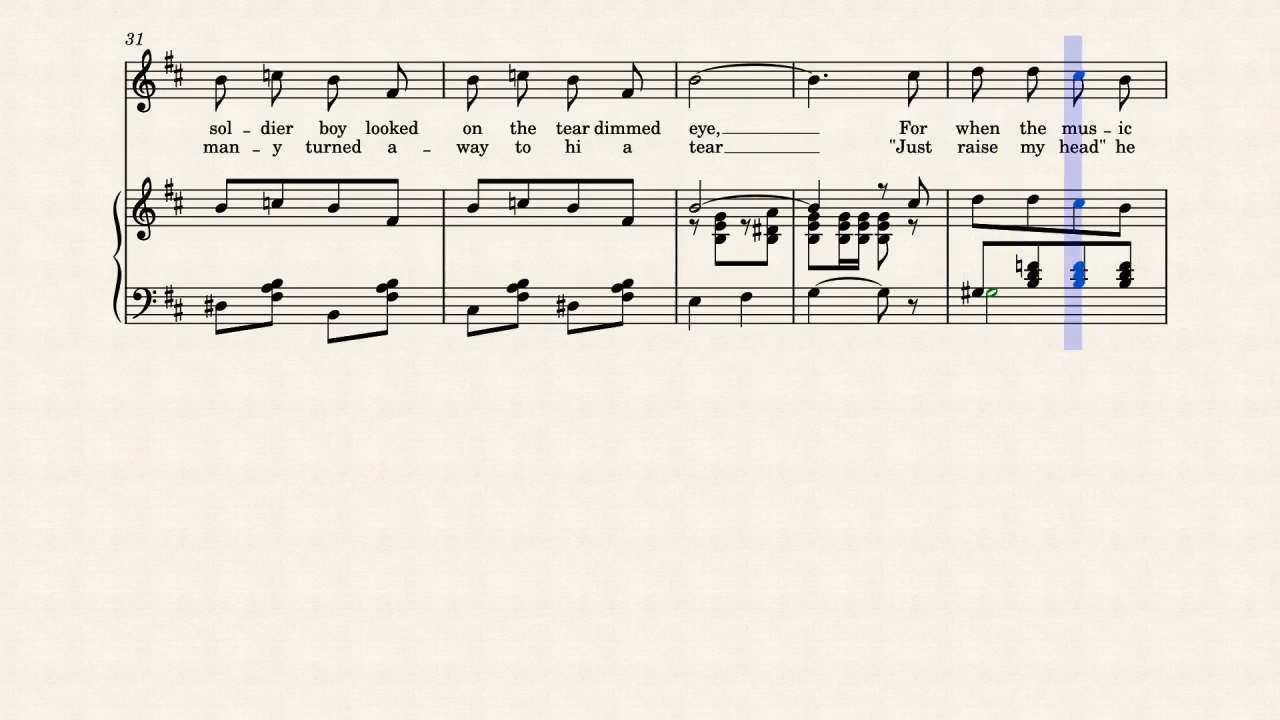 31
sol - dier boy looked on the tear dimmed eye, For when the mus - ic
man - y turned a - way to hi a tear "Just raise my head" he